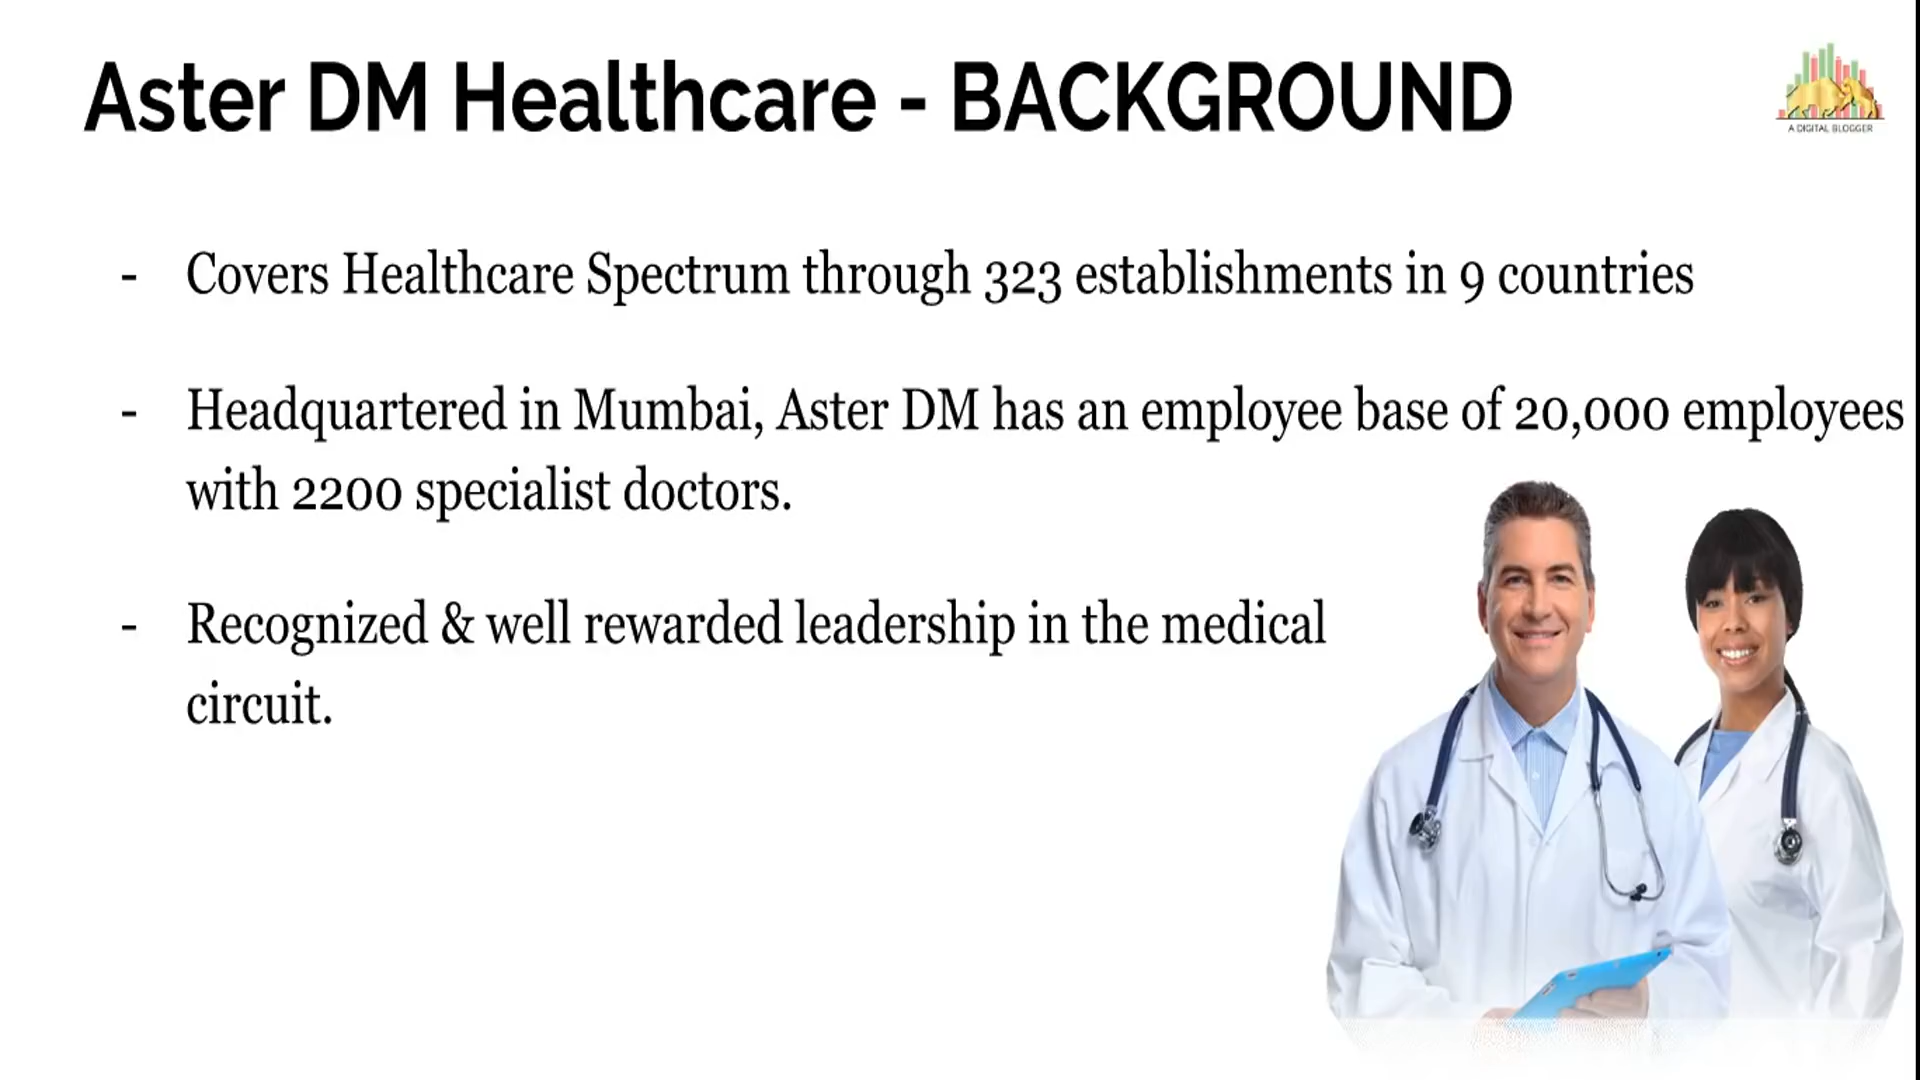 Aster DM Healthcare - BACKGROUND
A DIGITAL BLOGGER
- Covers Healthcare Spectrum through 323 establishments in 9 countries
- Headquartered in Mumbai, Aster DM has an employee base of 20,000 employees
with 2200 specialist doctors.
- Recognized & well rewarded leadership in the medical
circuit.